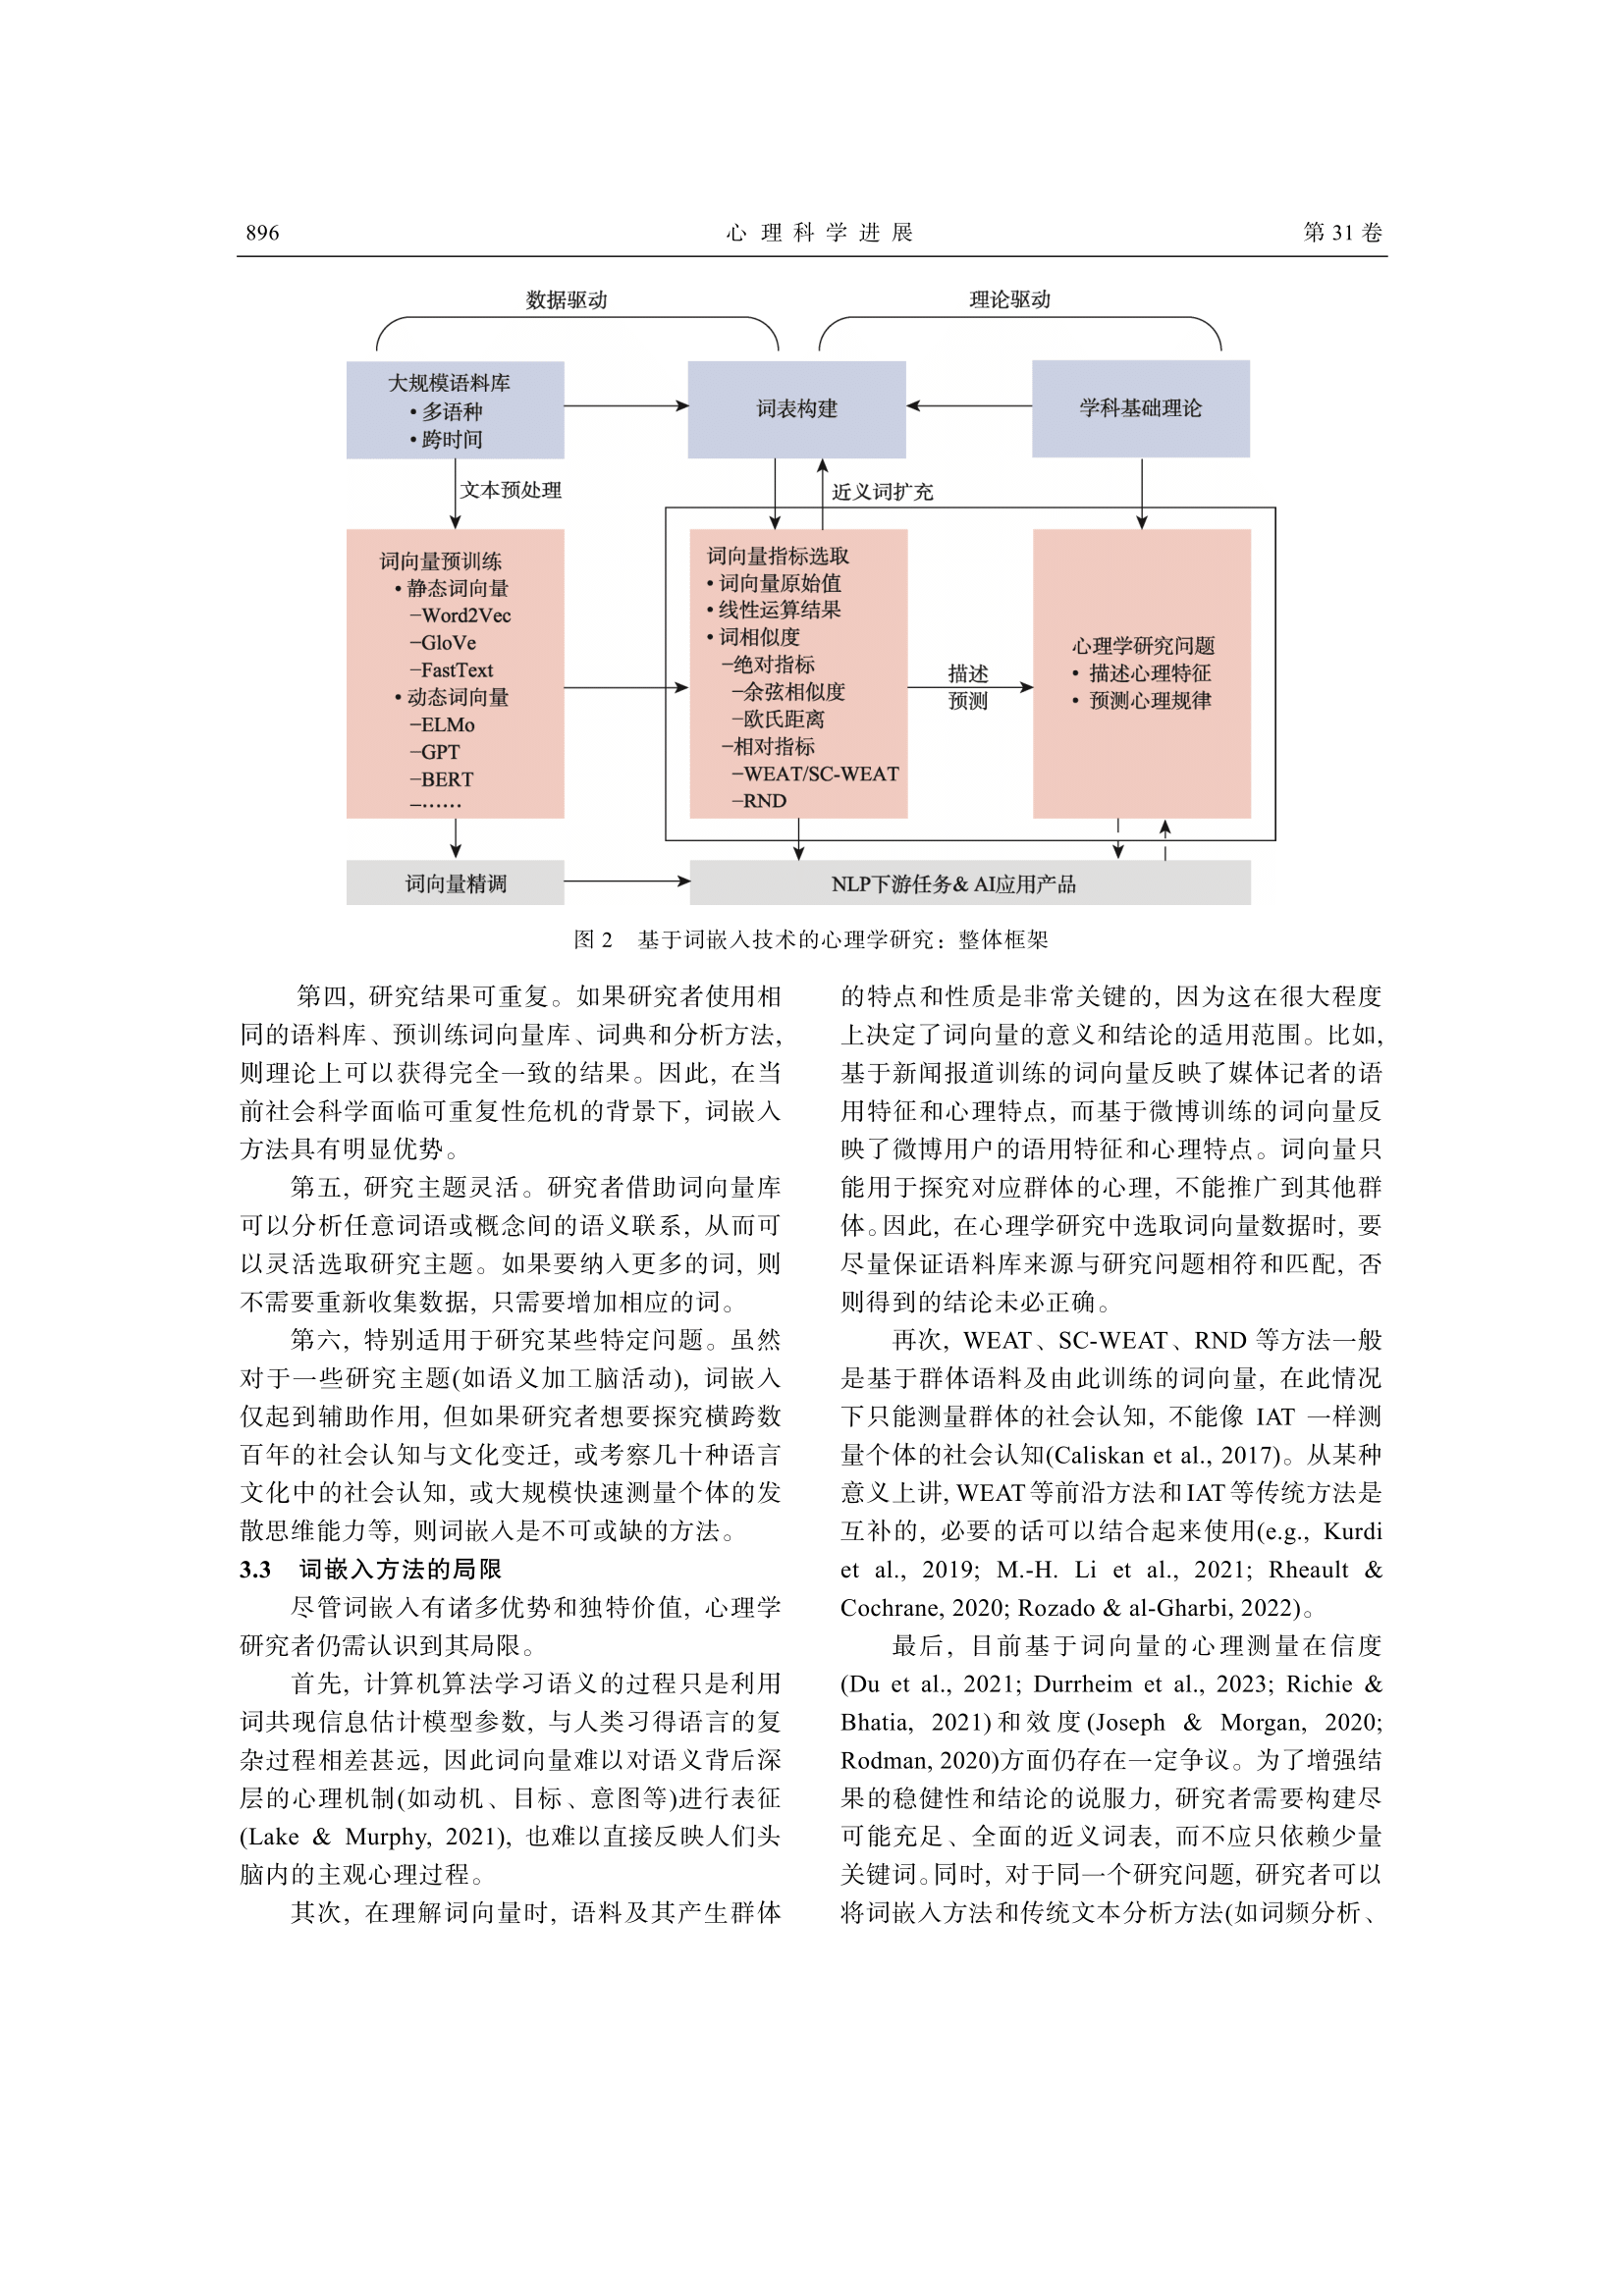 896
心 理 科 学 进 展
第 31 卷
数据驱动
理论驱动
大规模语料库
• 多语种
• 跨时间
词表构建
学科基础理论
文本预处理
近义词扩充
词向量预训练
• 静态词向量
–Word2Vec
–GloVe
–FastText
• 动态词向量
–ELMo
–GPT
–BERT
–……
词向量指标选取
• 词向量原始值
• 线性运算结果
• 词相似度
–绝对指标
–余弦相似度
–欧氏距离
–相对指标
–WEAT/SC-WEAT
–RND
描述
预测
心理学研究问题
• 描述心理特征
• 预测心理规律
词向量精调
NLP下游任务& AI应用产品
图 2　基于词嵌入技术的心理学研究：整体框架
第四, 研究结果可重复。如果研究者使用相
同的语料库、预训练词向量库、词典和分析方法,
则理论上可以获得完全一致的结果。因此, 在当
前社会科学面临可重复性危机的背景下, 词嵌入
方法具有明显优势。
第五, 研究主题灵活。研究者借助词向量库
可以分析任意词语或概念间的语义联系, 从而可
以灵活选取研究主题。如果要纳入更多的词, 则
不需要重新收集数据, 只需要增加相应的词。
第六, 特别适用于研究某些特定问题。虽然
对于一些研究主题(如语义加工脑活动), 词嵌入
仅起到辅助作用, 但如果研究者想要探究横跨数
百年的社会认知与文化变迁, 或考察几十种语言
文化中的社会认知, 或大规模快速测量个体的发
散思维能力等, 则词嵌入是不可或缺的方法。
3.3　词嵌入方法的局限
尽管词嵌入有诸多优势和独特价值, 心理学
研究者仍需认识到其局限。
首先, 计算机算法学习语义的过程只是利用
词共现信息估计模型参数, 与人类习得语言的复
杂过程相差甚远, 因此词向量难以对语义背后深
层的心理机制(如动机、目标、意图等)进行表征
(Lake & Murphy, 2021), 也难以直接反映人们头
脑内的主观心理过程。
其次, 在理解词向量时, 语料及其产生群体
的特点和性质是非常关键的, 因为这在很大程度
上决定了词向量的意义和结论的适用范围。比如,
基于新闻报道训练的词向量反映了媒体记者的语
用特征和心理特点, 而基于微博训练的词向量反
映了微博用户的语用特征和心理特点。词向量只
能用于探究对应群体的心理, 不能推广到其他群
体。因此, 在心理学研究中选取词向量数据时, 要
尽量保证语料库来源与研究问题相符和匹配, 否
则得到的结论未必正确。
再次, WEAT、SC-WEAT、RND 等方法一般
是基于群体语料及由此训练的词向量, 在此情况
下只能测量群体的社会认知, 不能像 IAT 一样测
量个体的社会认知(Caliskan et al., 2017)。从某种
意义上讲, WEAT 等前沿方法和 IAT 等传统方法是
互补的, 必要的话可以结合起来使用(e.g., Kurdi
et al., 2019; M.-H. Li et al., 2021; Rheault &
Cochrane, 2020; Rozado & al-Gharbi, 2022)。
最后, 目前基于词向量的心理测量在信度
(Du et al., 2021; Durrheim et al., 2023; Richie &
Bhatia, 2021)和效度(Joseph & Morgan, 2020;
Rodman, 2020)方面仍存在一定争议。为了增强结
果的稳健性和结论的说服力, 研究者需要构建尽
可能充足、全面的近义词表, 而不应只依赖少量
关键词。同时, 对于同一个研究问题, 研究者可以
将词嵌入方法和传统文本分析方法(如词频分析、